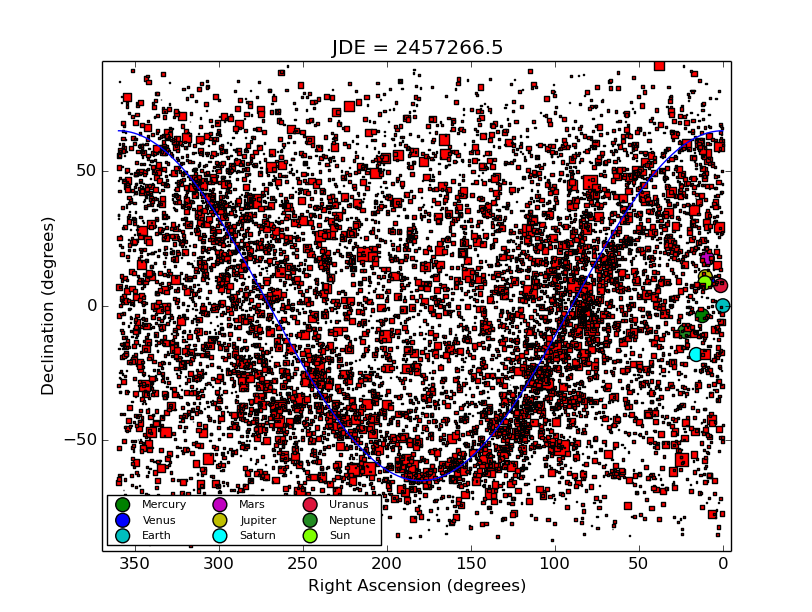 JDE = 2457266.5
50
0
−50
Declination (degrees)
Mercury Mars Uranus
Venus Jupiter Neptune
Earth Saturn Sun
350 300 250 200 150 100 50 0
Right Ascension (degrees)